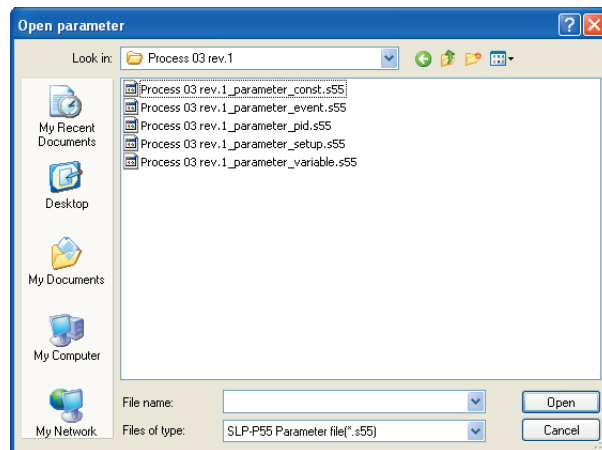 Open parameter
Look in:
Process 03 rev.1
Process 03 rev.1_parameter_const.s55
Process 03 rev.1_parameter_event.s55
Process 03 rev.1_parameter_pid.s55
Process 03 rev.1_parameter_setup.s55
Process 03 rev.1_parameter_variable.s55
My Recent
Documents
Desktop
My Documents
My Computer
My Network
File name:
Open
Files of type:
SLP-P55 Parameter file(*.s55)
Cancel